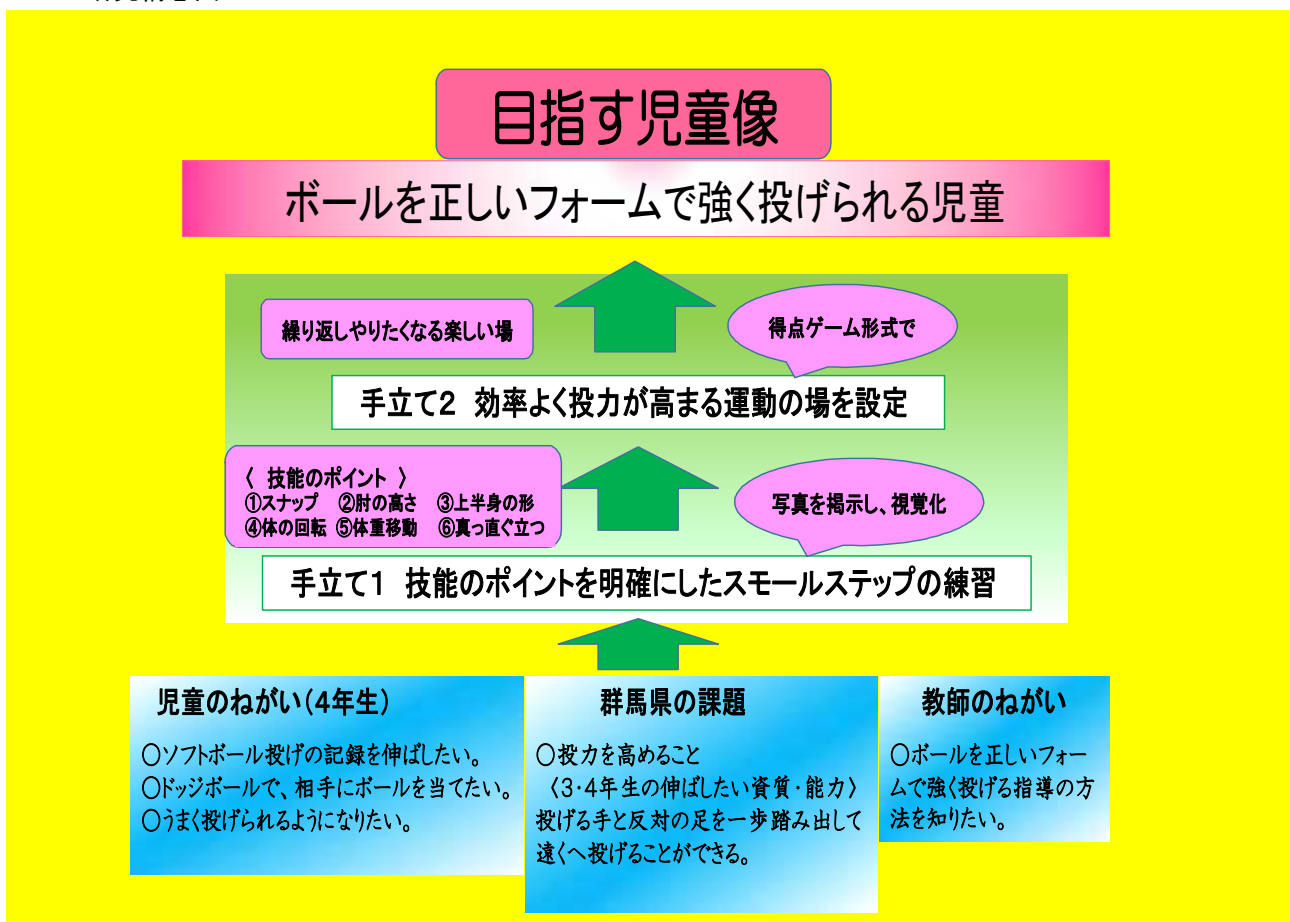 目指す児童像
ボールを正しいフォームで強く投げられる児童
繰り返しやりたくなる楽しい場
得点ゲーム形式で
手立て2 効率よく投力が高まる運動の場を設定
〈 技能のポイント 〉
①スナップ ②肘の高さ ③上半身の形
④体の回転 ⑤体重移動 ⑥真っ直ぐ立つ
写真を掲示し、視覚化
手立て1 技能のポイントを明確にしたスモールステップの練習
児童のねがい(4年生)
○ソフトボール投げの記録を伸ばしたい。
○ドッジボールで、相手にボールを当てたい。
○うまく投げられるようになりたい。
群馬県の課題
○投力を高めること
〈3・4年生の伸ばしたい資質・能力〉
投げる手と反対の足を一歩踏み出して
遠くへ投げることができる。
教師のねがい
○ボールを正しいフォー
ムで強く投げる指導の方
法を知りたい。